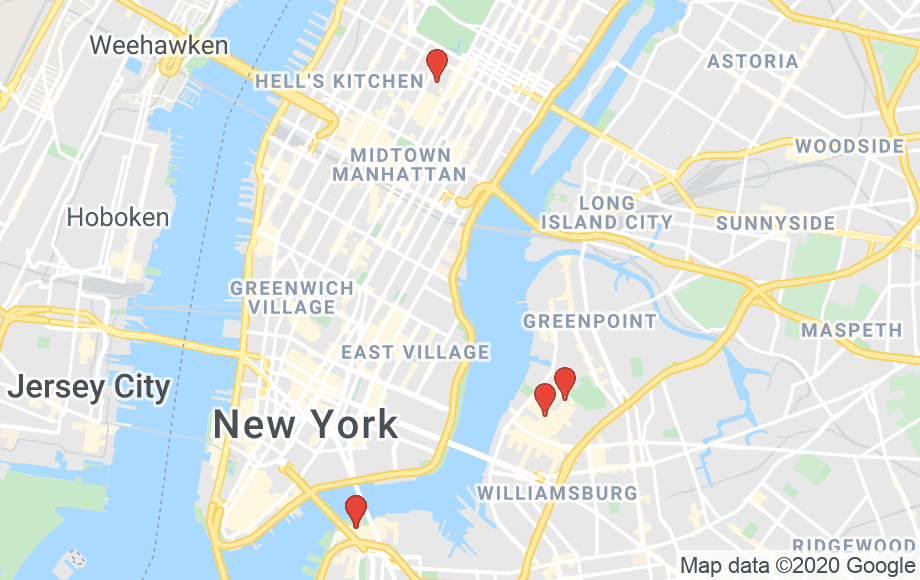 Weehawken
ASTORIA
HELL'S KITCHEN
WOODSIDE
MIDTOWN
MANHATTAN
LONG
ISLAND CITY
Hoboken
SUNNYSIDE
GREENWICH
VILLAGE
GREENPOINT
MASPETH
EAST VILLAGE
Jersey City
New York
WILLIAMSBURG
RIDGEWOOD
Map data ©2020 Google